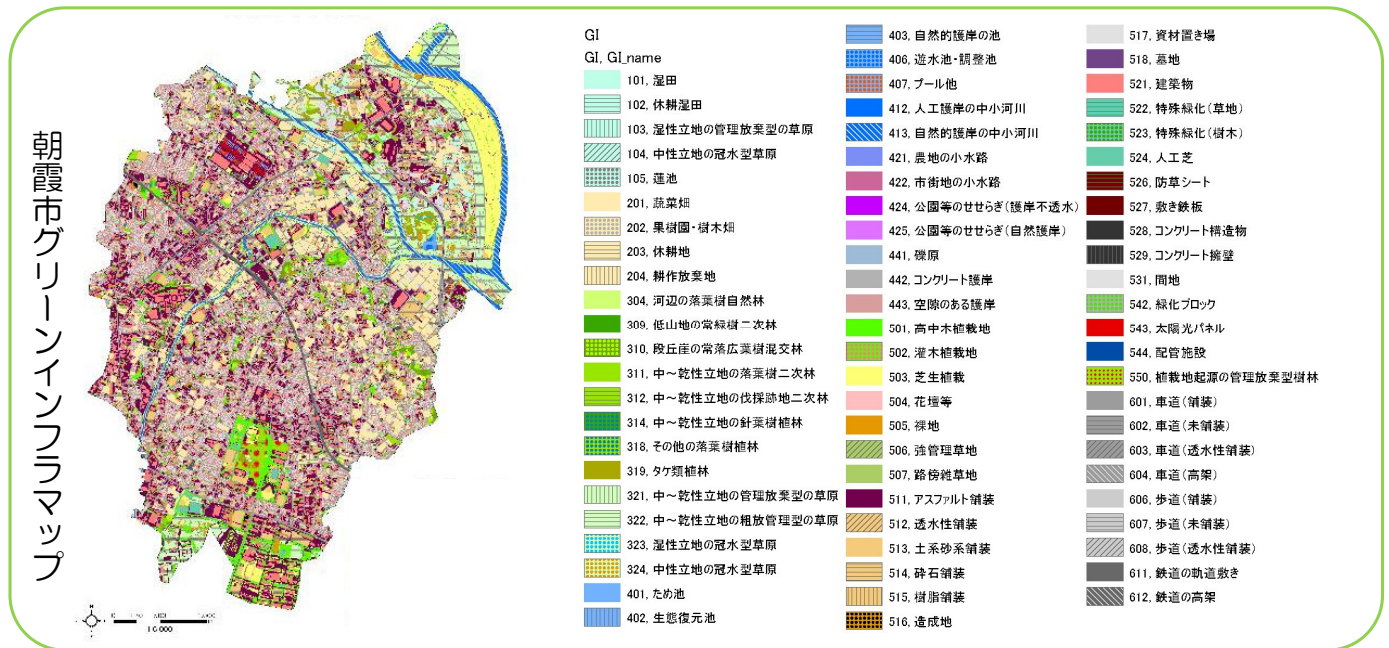 朝霞市グリーンインフラマップ
GI
GI, GI_name
101, 湿田
102, 休耕湿田
103, 湿性立地の管理放棄型の草原
104, 中性立地の冠水型草原
105, 蓮池
201, 蔬菜畑
202, 果樹園・樹木畑
203, 休耕地
204, 耕作放棄地
304, 河辺の落葉樹自然林
309, 低山地の常緑樹二次林
310, 段丘崖の常落広葉樹混交林
311, 中～乾性立地の落葉樹二次林
312, 中～乾性立地の伐採跡地二次林
314, 中～乾性立地の針葉樹植林
318, その他の落葉樹植林
319, タケ類植林
321, 中～乾性立地の管理放棄型の草原
322, 中～乾性立地の粗放管理型の草原
323, 湿性立地の冠水型草原
324, 中性立地の冠水型草原
401, ため池
402, 生態復元池
403, 自然的護岸の池
406, 遊水池・調整池
407, プール他
412, 人工護岸の中小河川
413, 自然的護岸の中小河川
421, 農地の小水路
422, 市街地の小水路
424, 公園等のせせらぎ(護岸不透水)
425, 公園等のせせらぎ(自然護岸)
441, 礫原
442, コンクリート護岸
443, 空隙のある護岸
501, 高中木植栽地
502, 灌木植栽地
503, 芝生植栽
504, 花壇等
505, 裸地
506, 強管理草地
507, 路傍雑草地
511, アスファルト舗装
512, 透水性舗装
513, 土系砂系舗装
514, 砕石舗装
515, 樹脂舗装
516, 造成地
517, 資材置き場
518, 墓地
521, 建築物
522, 特殊緑化(草地)
523, 特殊緑化(樹木)
524, 人工芝
526, 防草シート
527, 敷き鉄板
528, コンクリート構造物
529, コンクリート擁壁
531, 間地
542, 緑化ブロック
543, 太陽光パネル
544, 配管施設
550, 植栽地起源の管理放棄型樹林
601, 車道(舗装)
602, 車道(未舗装)
603, 車道(透水性舗装)
604, 車道(高架)
606, 歩道(舗装)
607, 歩道(未舗装)
608, 歩道(透水性舗装)
611, 鉄道の軌道敷き
612, 鉄道の高架